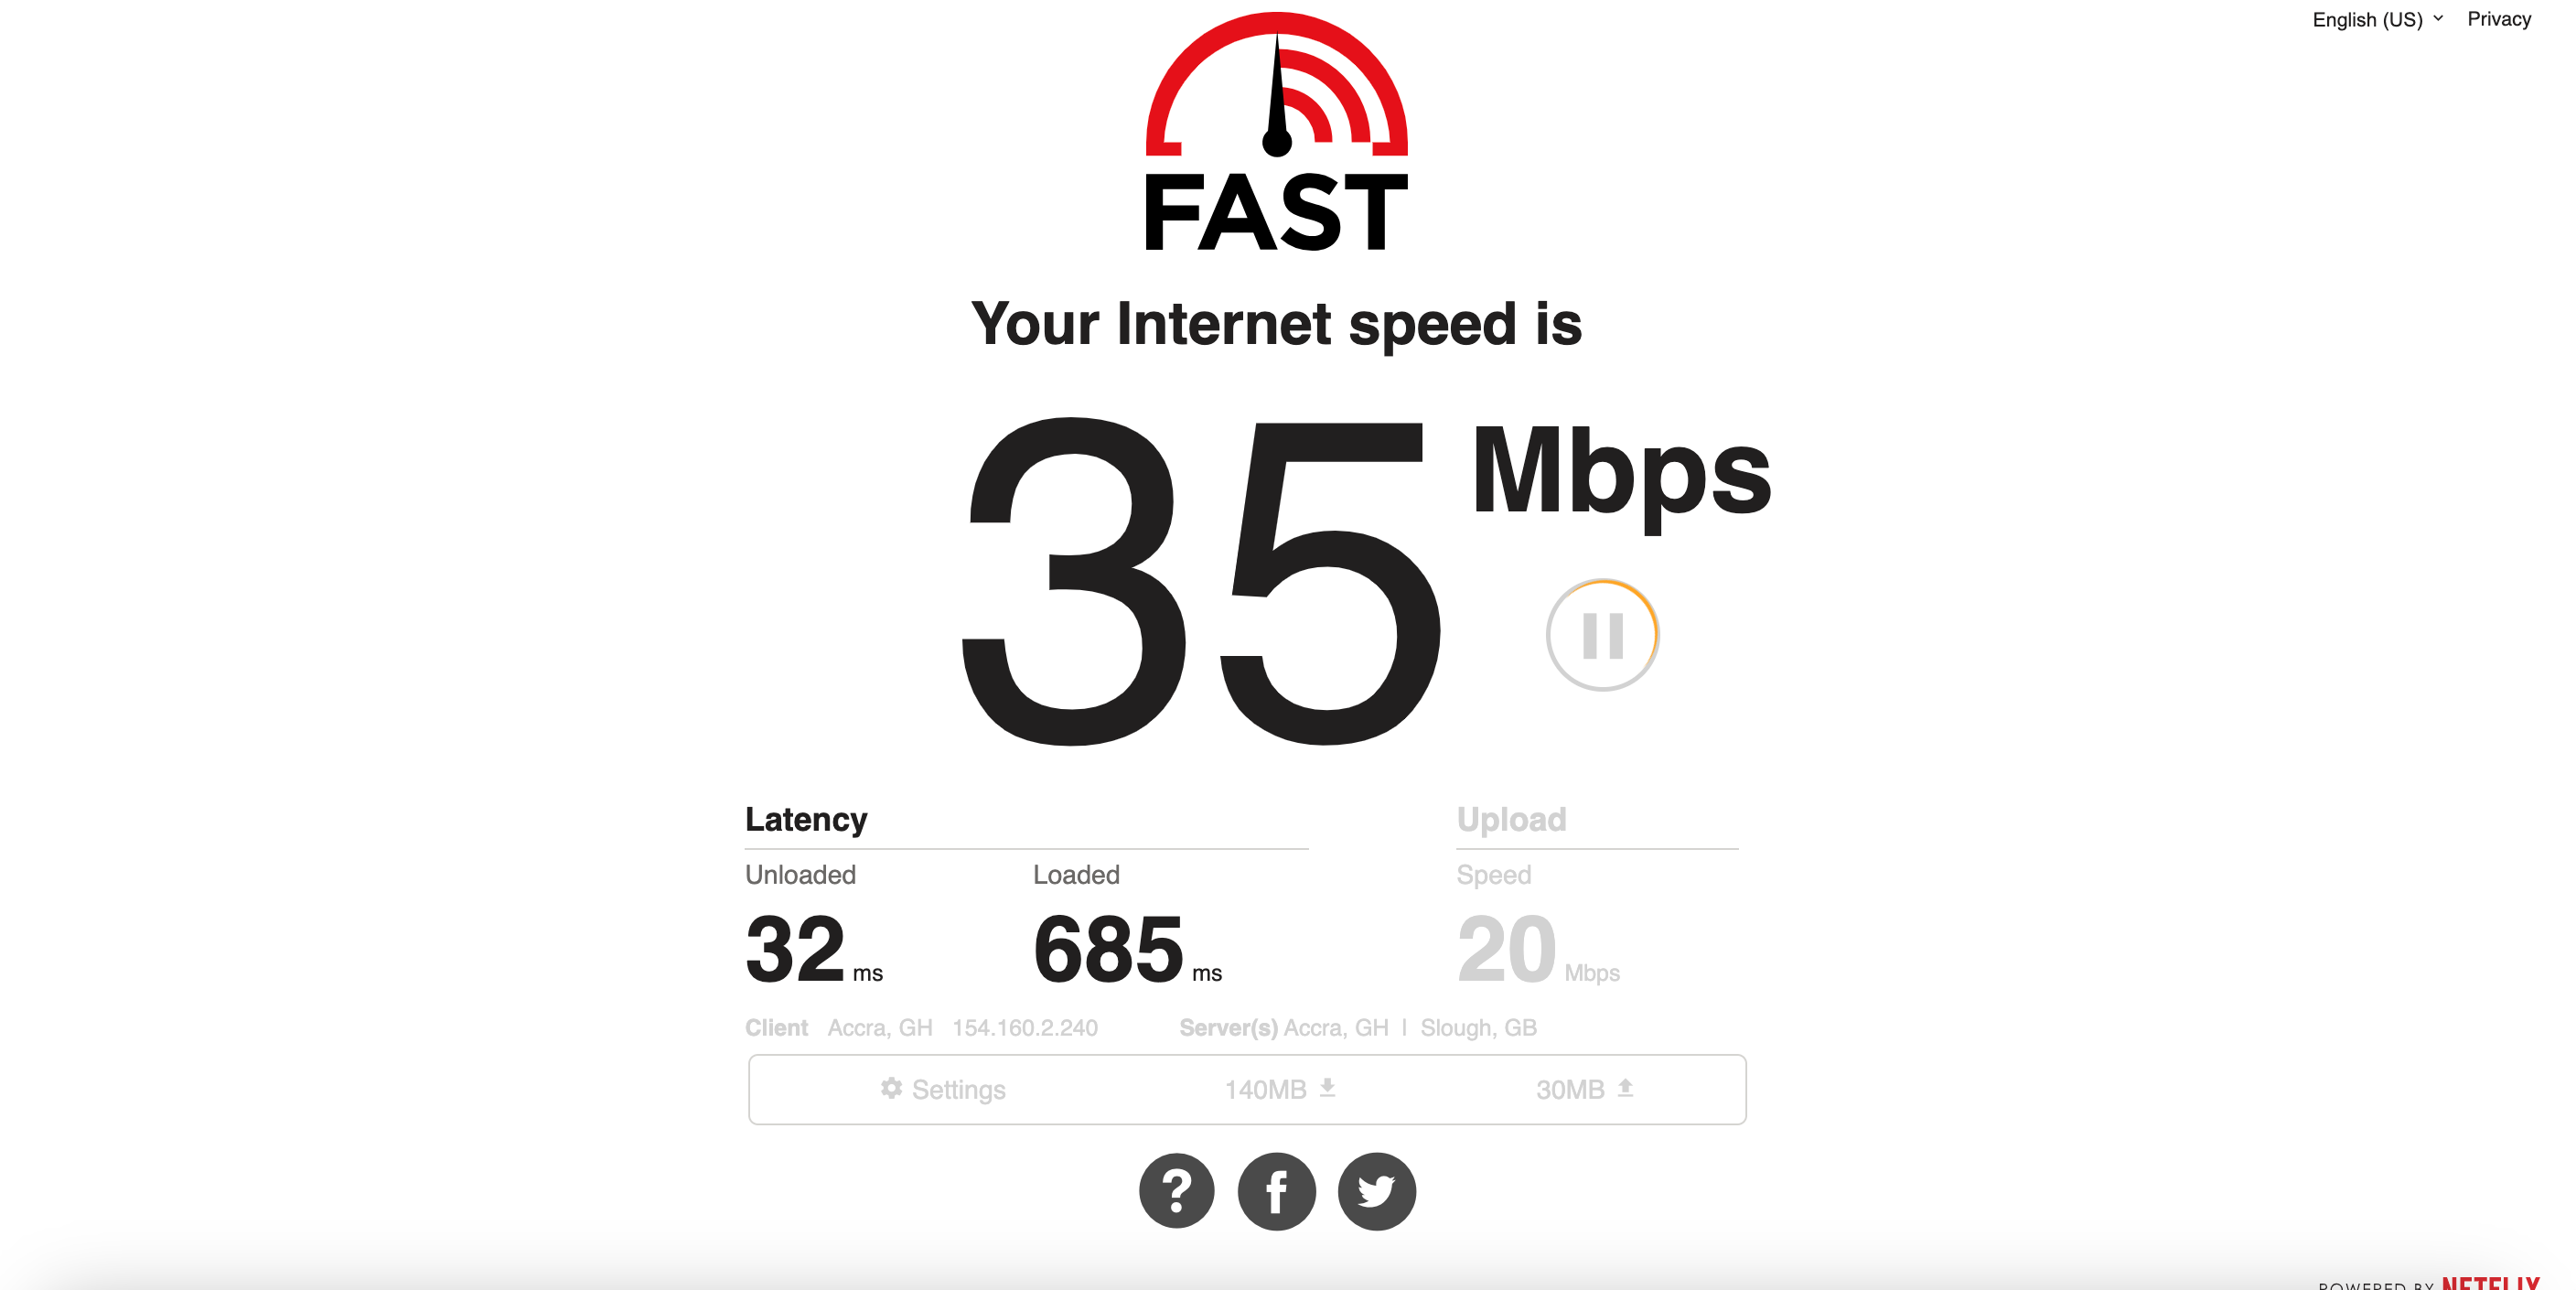 English (US) Privacy
FAST
Your Internet speed is
35 Mbps
Latency Upload
Unloaded Loaded Speed
32 ms 685 ms 20 Mbps
Client Accra, GH 154.160.2.240 Server(s) Accra, GH | Slough, GB
Settings 140MB 30MB
?
POWERED BY NETFLIX